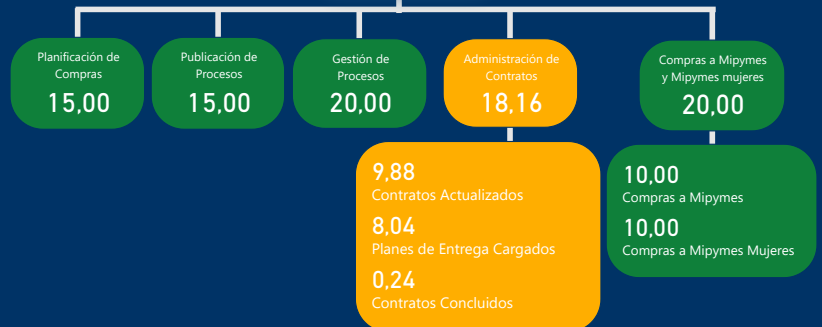 Planificación de
Compras
15,00
Publicación de
Procesos
15,00
Gestión de
Procesos
20,00
Administración de
Contratos
18,16
Compras a Mipymes
y Mipymes mujeres
20,00
9,88
Contratos Actualizados
8,04
Planes de Entrega Cargados
0,24
Contratos Concluidos
10,00
Compras a Mipymes
10,00
Compras a Mipymes Mujeres